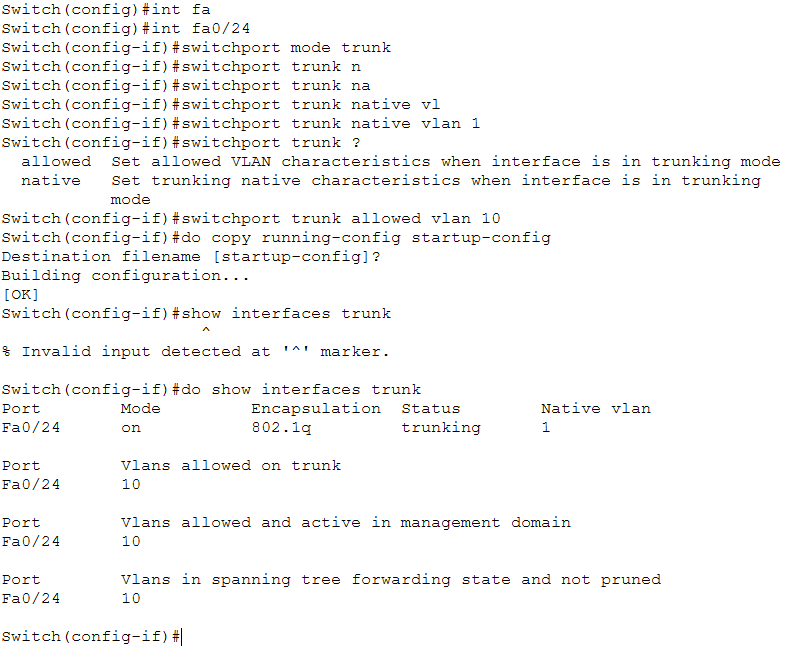 Switch(config)#int fa
Switch(config)#int fa0/24
Switch(config-if)#switchport mode trunk
Switch(config-if)#switchport trunk n
Switch(config-if)#switchport trunk na
Switch(config-if)#switchport trunk native vl
Switch(config-if)#switchport trunk native vlan 1
Switch(config-if)#switchport trunk ?
  allowed  Set allowed VLAN characteristics when interface is in trunking mode
  native   Set trunking native characteristics when interface is in trunking
           mode
Switch(config-if)#switchport trunk allowed vlan 10
Switch(config-if)#do copy running-config startup-config
Destination filename [startup-config]?
Building configuration...
[OK]
Switch(config-if)#show interfaces trunk
                    ^
% Invalid input detected at '^' marker.

Switch(config-if)#do show interfaces trunk
Port        Mode         Encapsulation  Status        Native vlan
Fa0/24      on           802.1q         trunking      1

Port        Vlans allowed on trunk
Fa0/24      10

Port        Vlans allowed and active in management domain
Fa0/24      10

Port        Vlans in spanning tree forwarding state and not pruned
Fa0/24      10

Switch(config-if)#